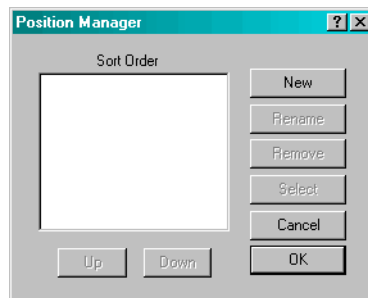 Position Manager
Sort Order
New
Rename
Remove
Select
Cancel
Up Down OK